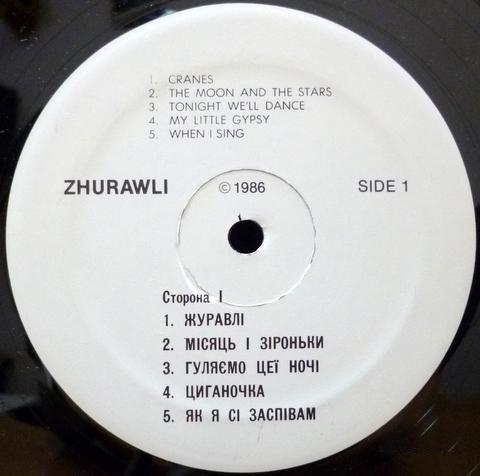 1. CRANES
2. THE MOON AND THE STARS
3. TONIGHT WE'LL DANCE
4. MY LITTLE GYPSY
5. WHEN I SING
ZHURAWLI © 1986 SIDE 1
Сторона І
1. ЖУРАВЛІ
2. МІСЯЦЬ І ЗІРОНЬКИ
3. ГУЛЯЄМО ЦЕЇ НОЧІ
4. ЦИГАНОЧКА
5. ЯК Я СІ ЗАСПІВАМ